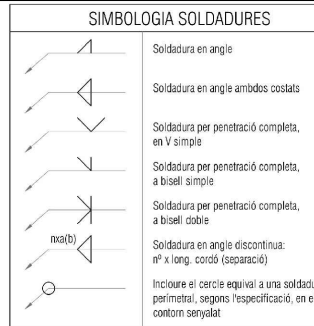 SIMBOLOGIA SOLDADURES
Soldadura en angle
Soldadura en angle ambdos costats
Soldadura per penetració completa,
en V simple
Soldadura per penetració completa,
a bisell simple
Soldadura per penetració completa,
a bisell doble
nxa(b)
Soldadura en angle discontinua:
nº x long. cordó (separació)
Incloure el cercle equival a una soldadu
perimetral, segons l'especificació, en e
contorn senyalat